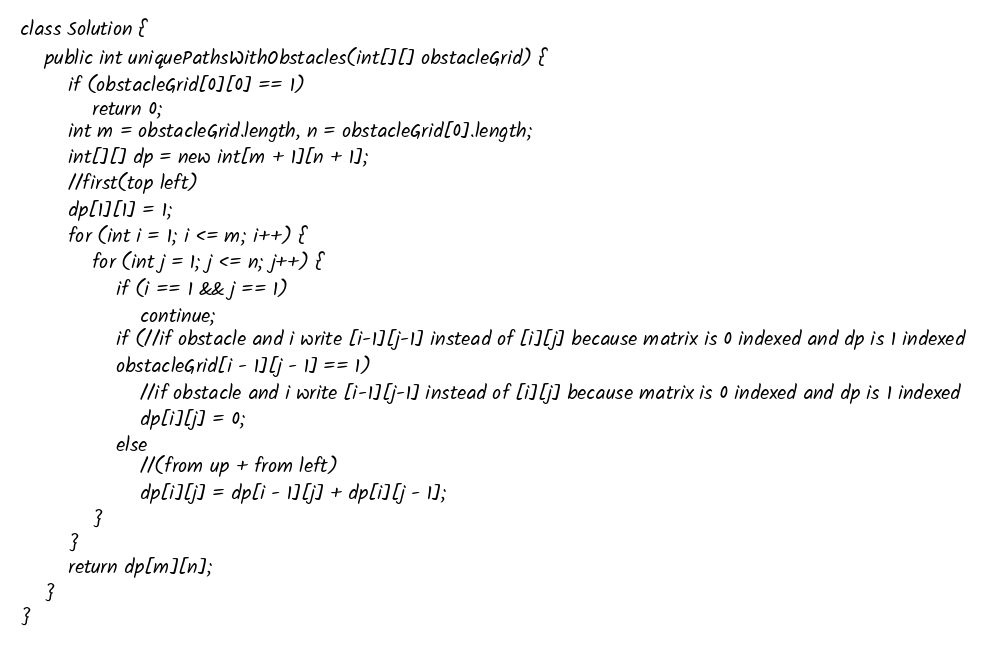 class Solution {
public int uniquePathsWithObstacles(int[][] obstacleGrid) {
if (obstacleGrid[0][0] == 1)
return 0;
int m = obstacleGrid.length, n = obstacleGrid[0].length;
int[][] dp = new int[m + 1][n + 1];
//first(top left)
dp[1][1] = 1;
for (int i = 1; i <= m; i++) {
for (int j = 1; j <= n; j++) {
if (i == 1 && j == 1)
continue;
if (//if obstacle and i write [i-1][j-1] instead of [i][j] because matrix is 0 indexed and dp is 1 indexed
obstacleGrid[i - 1][j - 1] == 1)
//if obstacle and i write [i-1][j-1] instead of [i][j] because matrix is 0 indexed and dp is 1 indexed
dp[i][j] = 0;
else
//(from up + from left)
dp[i][j] = dp[i - 1][j] + dp[i][j - 1];
}
}
return dp[m][n];
}
}